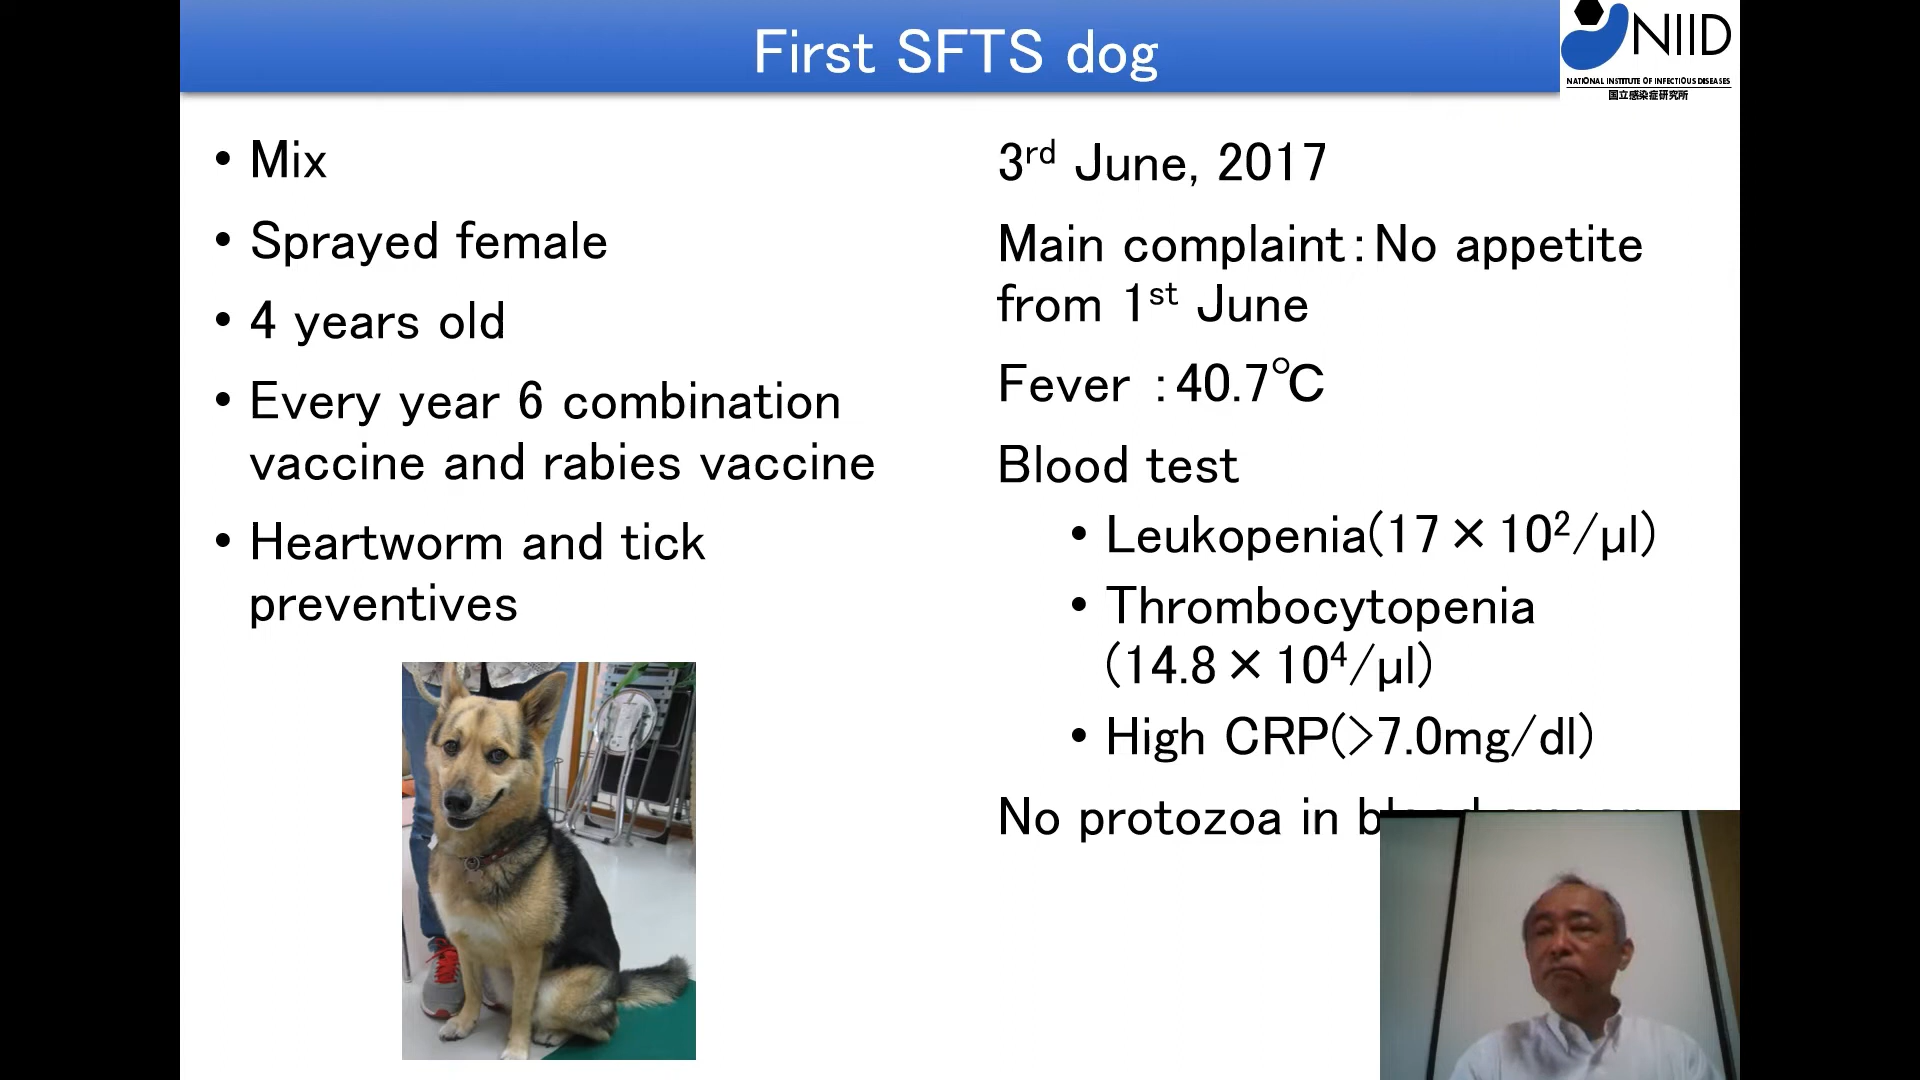 First SFTS dog
NIID
NATIONAL INSTITUTE OF INFECTIOUS DISEASES
国立感染症研究所
• Mix
• Sprayed female
• 4 years old
• Every year 6 combination
vaccine and rabies vaccine
• Heartworm and tick
preventives
3rd June, 2017
Main complaint：No appetite
from 1st June
Fever ：40.7℃
Blood test
• Leukopenia(17×10²/μl)
• Thrombocytopenia
(14.8×10⁴/μl)
• High CRP(>7.0mg/dl)
No protozoa in